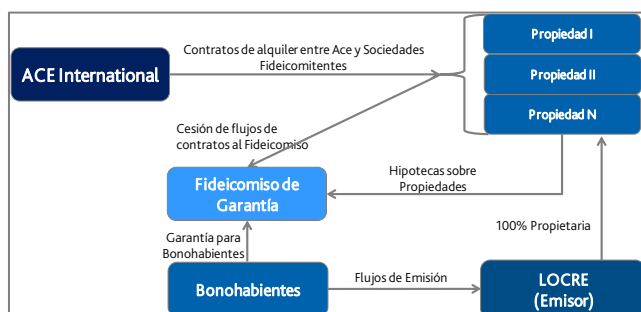 Propiedad I
Contratos de alquiler entre Ace y Sociedades
Fideicomitentes
ACE International
Propiedad II
Propiedad N
Cesión de flujos de
contratos al Fideicomiso
Fideicomiso de
Garantía
Hipotecas sobre
Propiedades
100% Propietaria
Garantía para
Bonohabientes
Bonohabientes
Flujos de Emisión
LOCRE
(Emisor)